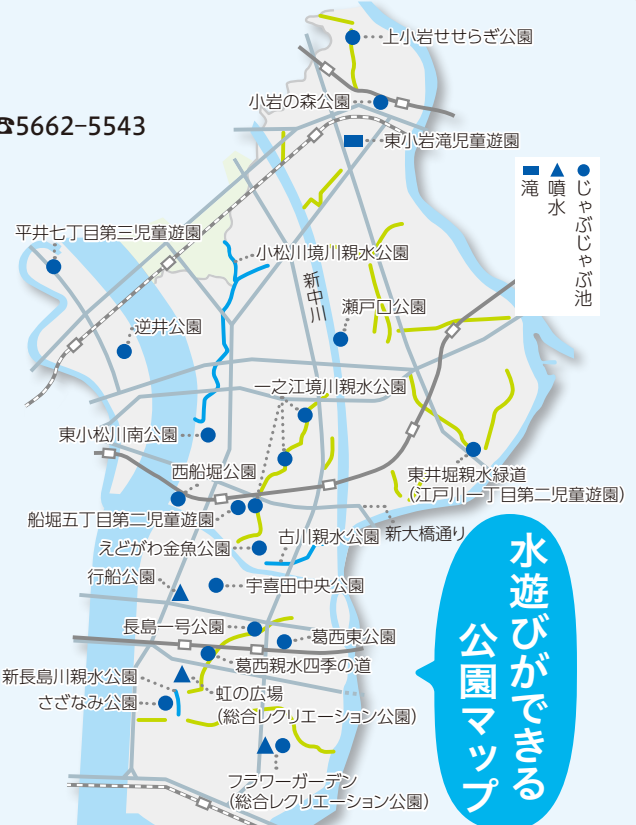 上小岩せせらぎ公園
小岩の森公園
☎5662-5543
東小岩滝児童遊園
じゃぶじゃぶ池
噴水
滝
平井七丁目第三児童遊園
小松川境川親水公園
新中川
瀬戸口公園
逆井公園
一之江境川親水公園
東小松川南公園
西船堀公園
東井堀親水緑道
(江戸川一丁目第二児童遊園)
船堀五丁目第二児童遊園
古川親水公園
新大橋通り
えどがわ金魚公園
行船公園
宇喜田中央公園
長島一号公園
葛西東公園
葛西親水四季の道
新長島川親水公園
虹の広場
(総合レクリエーション公園)
さざなみ公園
フラワーガーデン
(総合レクリエーション公園)
水遊びができる
公園マップ